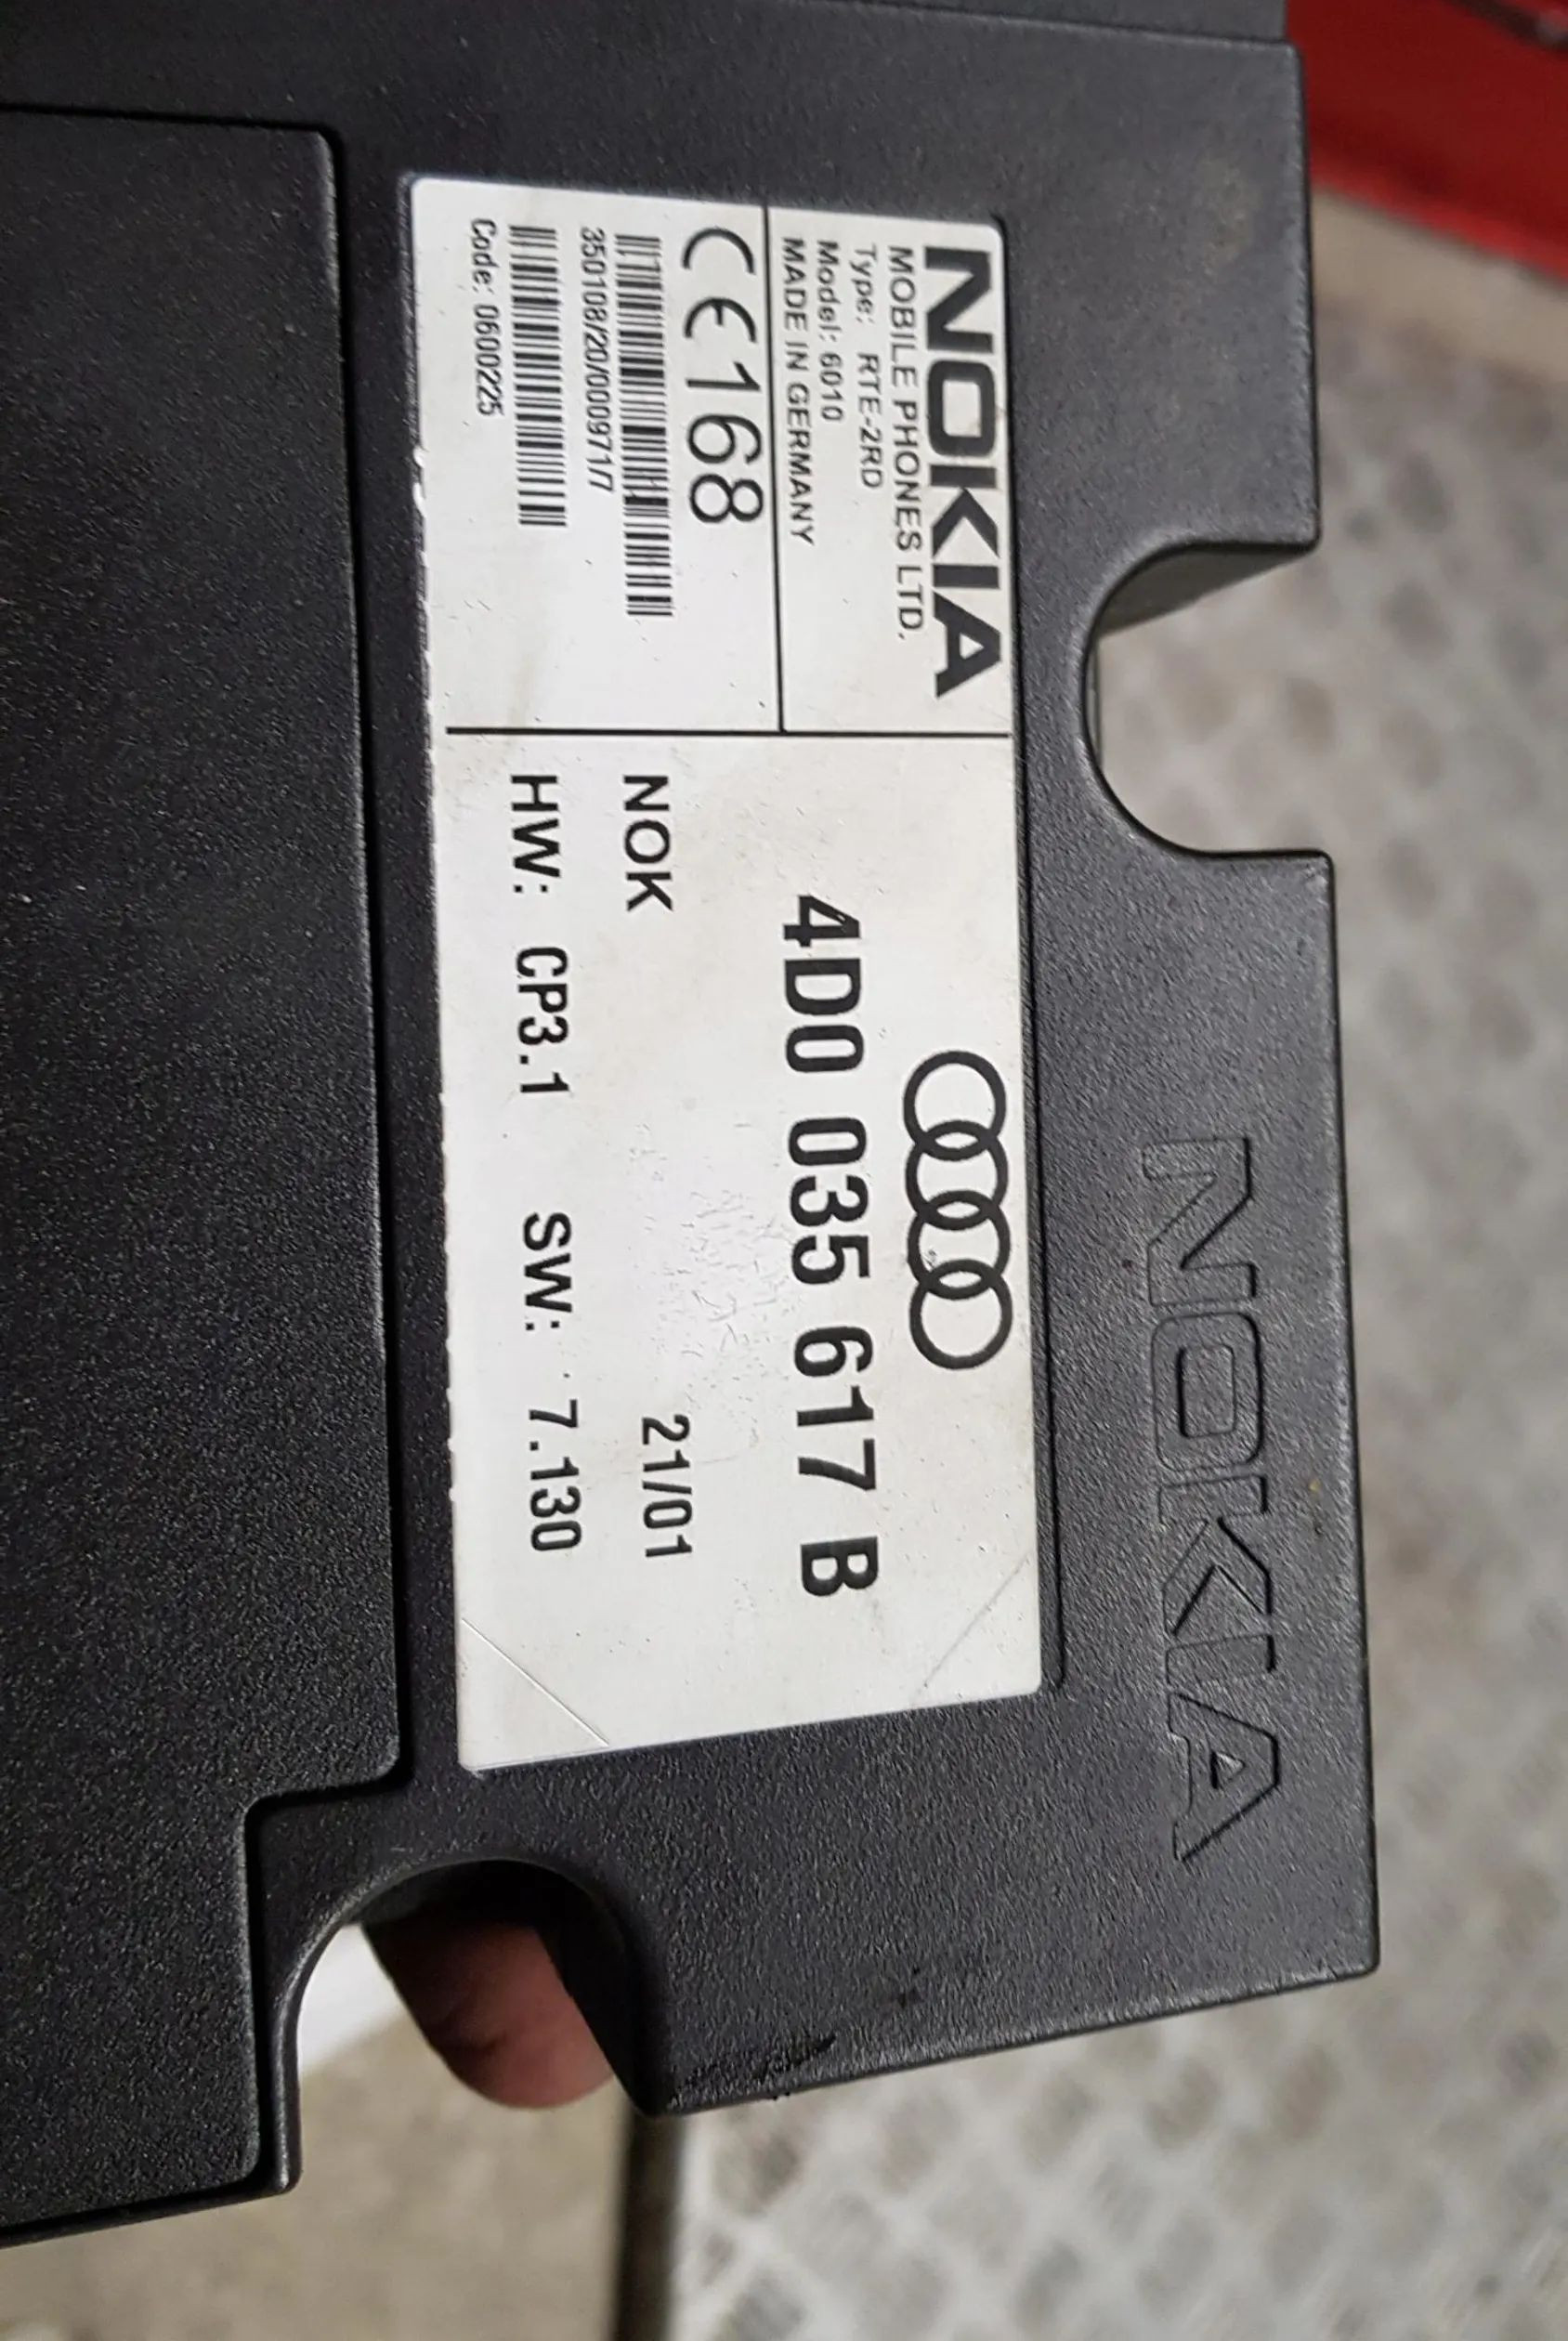 NOKIA
MOBILE PHONES LTD.
Type: RTE-2RD
Model: 6010
MADE IN GERMANY
CE168
350108/20/009717/7
Code: 0600225
4D0 035 617 B
NOK 21/01
HW: CP3.1 SW: 7.130
NOKIA